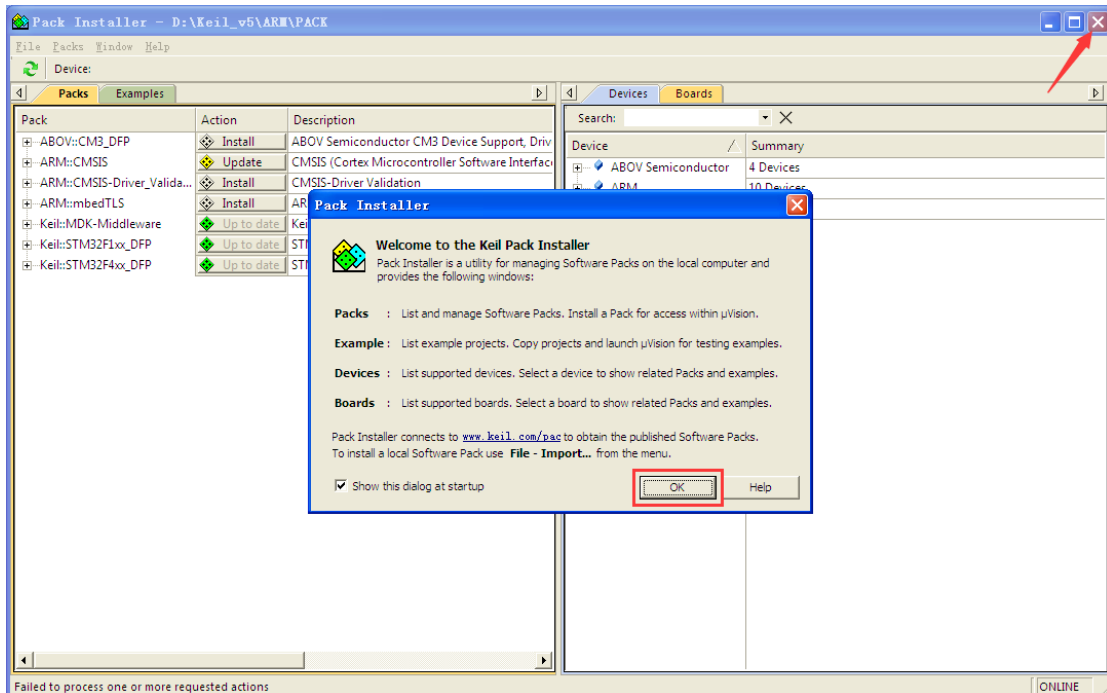 Pack Installer - D:\Keil_v5\ARM\PACK
File Packs Window Help
Device:
Packs Examples
Devices Boards
Pack Action Description
Search:
Device Summary
ABOV::CM3_DFP Install ABOV Semiconductor CM3 Device Support, Driv
ARM::CMSIS Update CMSIS (Cortex Microcontroller Software Interfac
ARM::CMSIS-Driver_Valida... Install CMSIS-Driver Validation
ARM::mbedTLS Install AR
Keil::MDK-Middleware Up to date Kei
Keil::STM32F1xx_DFP Up to date STI
Keil::STM32F4xx_DFP Up to date STI
ABOV Semiconductor 4 Devices
ARM 10 Devices
Pack Installer
Welcome to the Keil Pack Installer
Pack Installer is a utility for managing Software Packs on the local computer and
provides the following windows:
Packs : List and manage Software Packs. Install a Pack for access within µVision.
Example : List example projects. Copy projects and launch µVision for testing examples.
Devices : List supported devices. Select a device to show related Packs and examples.
Boards : List supported boards. Select a board to show related Packs and examples.
Pack Installer connects to www.keil.com/pac to obtain the published Software Packs.
To install a local Software Pack use File - Import... from the menu.
Show this dialog at startup
OK Help
Failed to process one or more requested actions
ONLINE